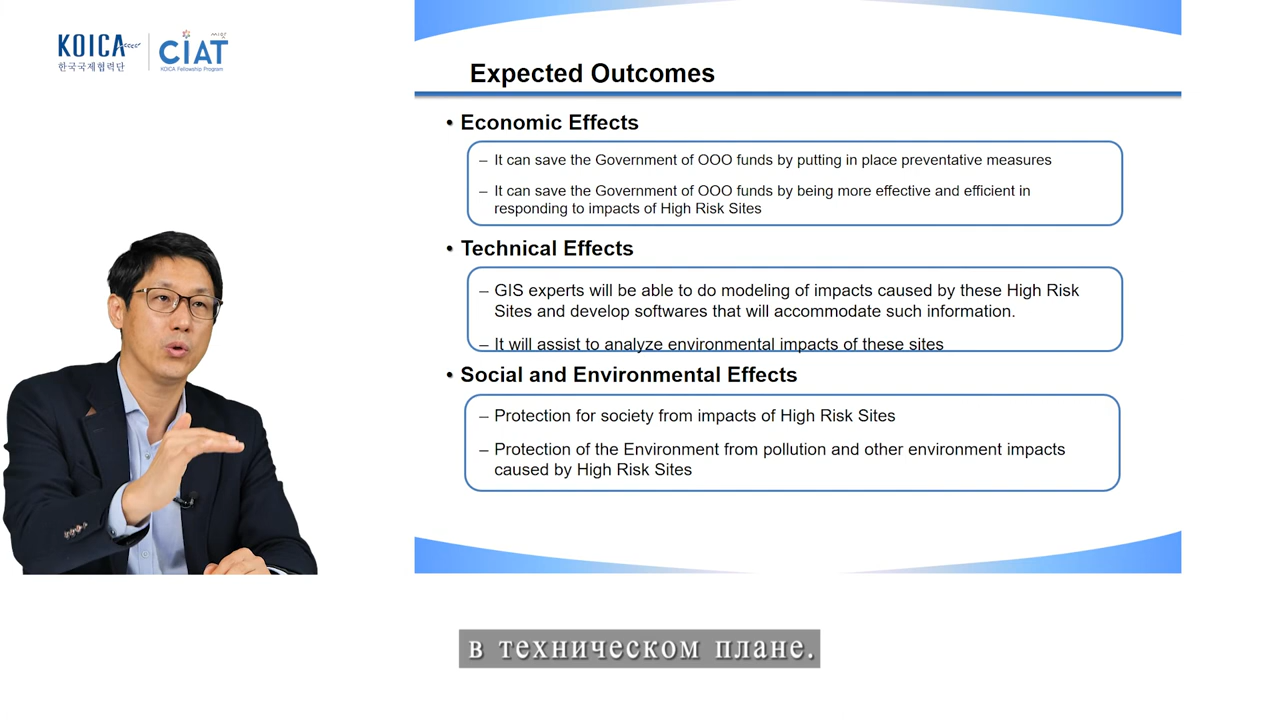 KOICA
한국국제협력단
CIAT
KOICA Fellowship Program
Expected Outcomes
• Economic Effects
– It can save the Government of OOO funds by putting in place preventative measures
– It can save the Government of OOO funds by being more effective and efficient in
responding to impacts of High Risk Sites
• Technical Effects
– GIS experts will be able to do modeling of impacts caused by these High Risk
Sites and develop softwares that will accommodate such information.
– It will assist to analyze environmental impacts of these sites
• Social and Environmental Effects
– Protection for society from impacts of High Risk Sites
– Protection of the Environment from pollution and other environment impacts
caused by High Risk Sites
в техническом плане.